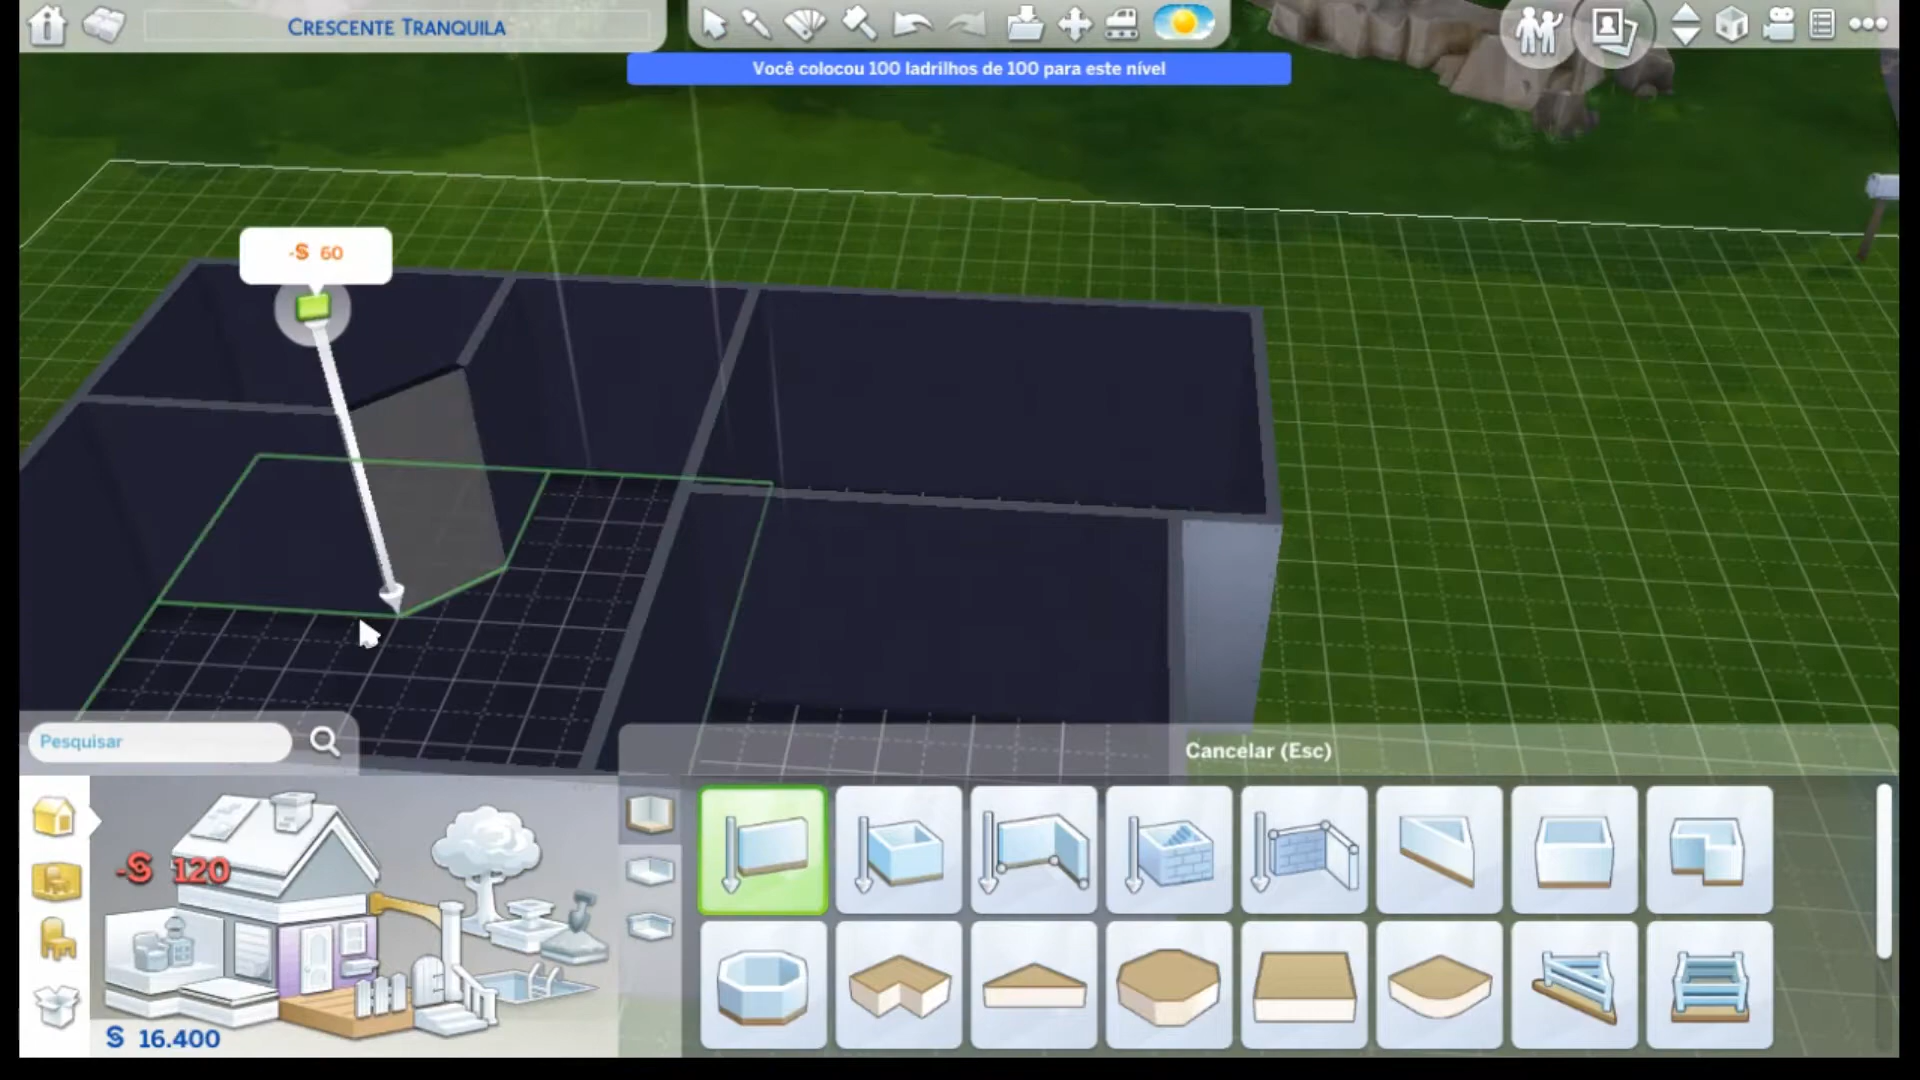 CRESCENTE TRANQUILA
Você colocou 100 ladrilhos de 100 para este nível
-S 60
Pesquisar
Cancelar (Esc)
-S 120
S 16.400